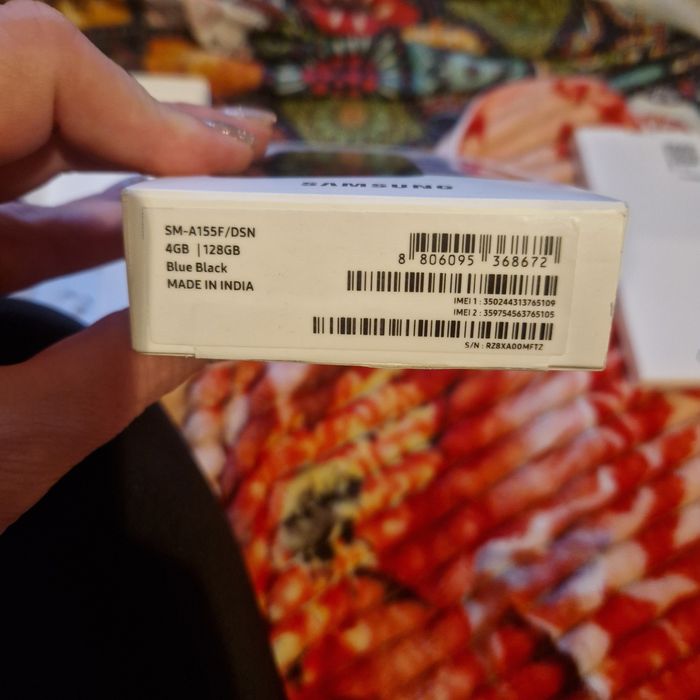 SAMSUNG
SM-A155F/DSN
4GB | 128GB
Blue Black
MADE IN INDIA
8 806095 368672
IMEI 1 : 350244313765109
IMEI 2 : 359754563765105
S/N : RZ8XA00MFTZ